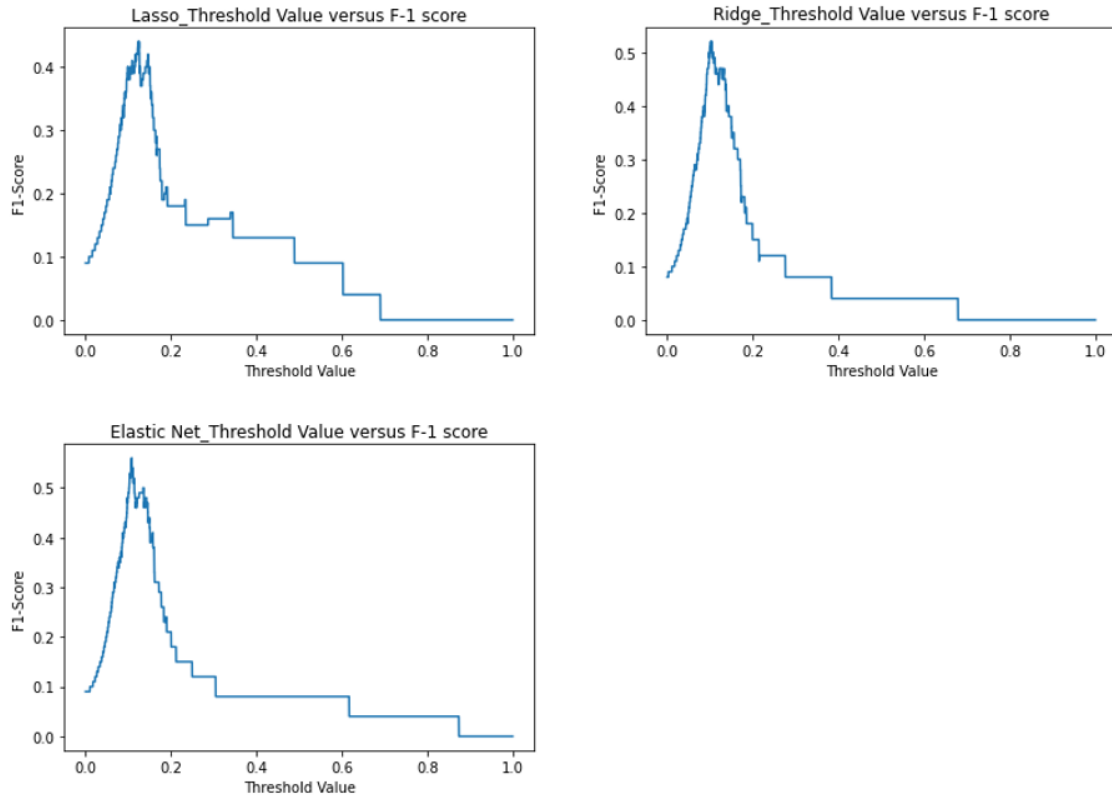 Lasso_Threshold Value versus F-1 score
F1-Score
0.4
0.3
0.2
0.1
0.0
0.0 0.2 0.4 0.6 0.8 1.0
Threshold Value
Ridge_Threshold Value versus F-1 score
F1-Score
0.5
0.4
0.3
0.2
0.1
0.0
0.0 0.2 0.4 0.6 0.8 1.0
Threshold Value
Elastic Net_Threshold Value versus F-1 score
F1-Score
0.5
0.4
0.3
0.2
0.1
0.0
0.0 0.2 0.4 0.6 0.8 1.0
Threshold Value